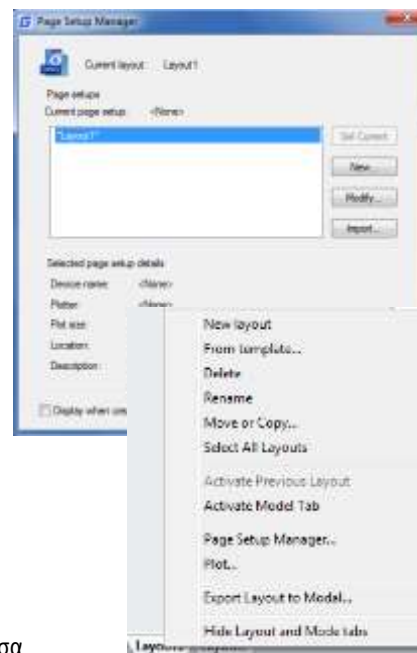 Page Setup Manager
Current layout: Layout1
Page setups
Current page setup: <None>
*Layout1*
Set Current
New...
Modify...
Import...
Selected page setup details
Device name: <None>
Plotter: <None>
Plot size:
Location:
Description:
Display when
New layout
From template...
Delete
Rename
Move or Copy...
Select All Layouts
Activate Previous Layout
Activate Model Tab
Page Setup Manager...
Plot...
Export Layout to Model...
Hide Layout and Model tabs
σα